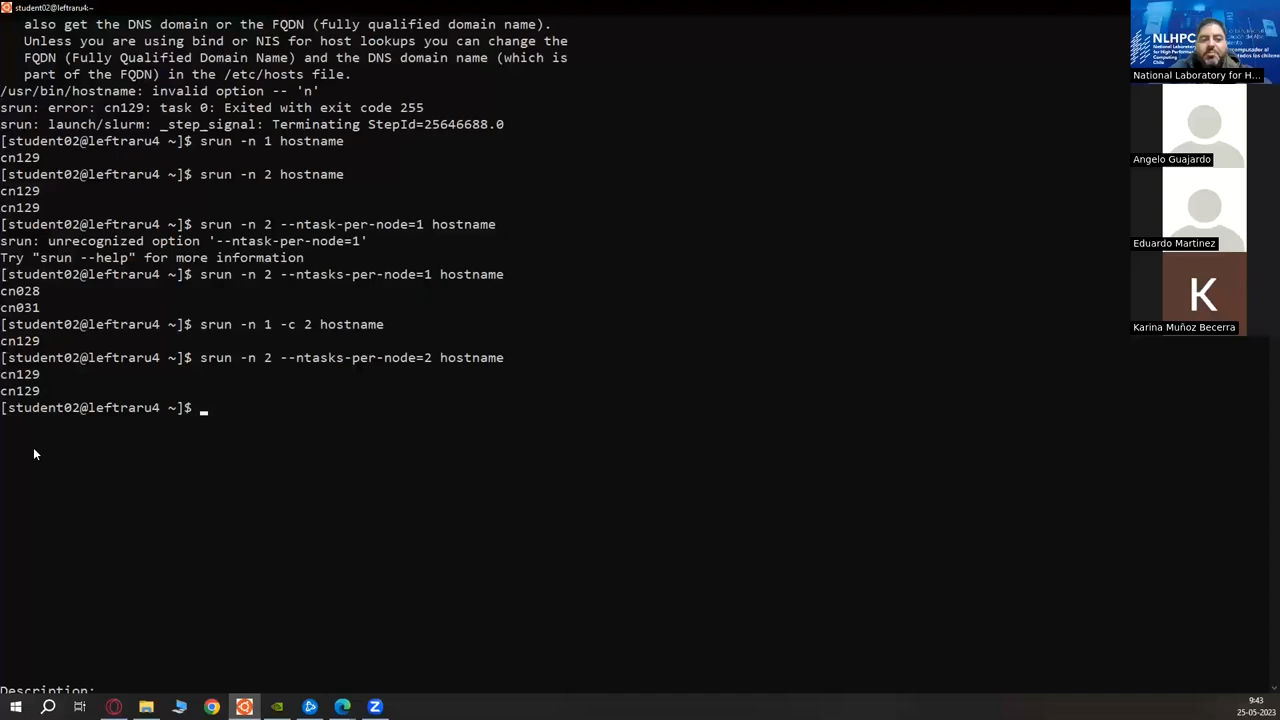 student02@leftraru4:~
also get the DNS domain or the FQDN (fully qualified domain name).
Unless you are using bind or NIS for host lookups you can change the
FQDN (Fully Qualified Domain Name) and the DNS domain name (which is
part of the FQDN) in the /etc/hosts file.
/usr/bin/hostname: invalid option -- 'n'
srun: error: cn129: task 0: Exited with exit code 255
srun: launch/slurm: _step_signal: Terminating StepId=25646688.0
[student02@leftraru4 ~]$ srun -n 1 hostname
cn129
[student02@leftraru4 ~]$ srun -n 2 hostname
cn129
cn129
[student02@leftraru4 ~]$ srun -n 2 --ntask-per-node=1 hostname
srun: unrecognized option '--ntask-per-node=1'
Try "srun --help" for more information
[student02@leftraru4 ~]$ srun -n 2 --ntasks-per-node=1 hostname
cn028
cn031
[student02@leftraru4 ~]$ srun -n 1 -c 2 hostname
cn129
[student02@leftraru4 ~]$ srun -n 2 --ntasks-per-node=2 hostname
cn129
cn129
[student02@leftraru4 ~]$
Description:
NLHPC
National Laboratory
for High Performance
Computing
Chile
National Laboratory for H...
Angelo Guajardo
Eduardo Martinez
K
Karina Muñoz Becerra
9:43
25-05-2023